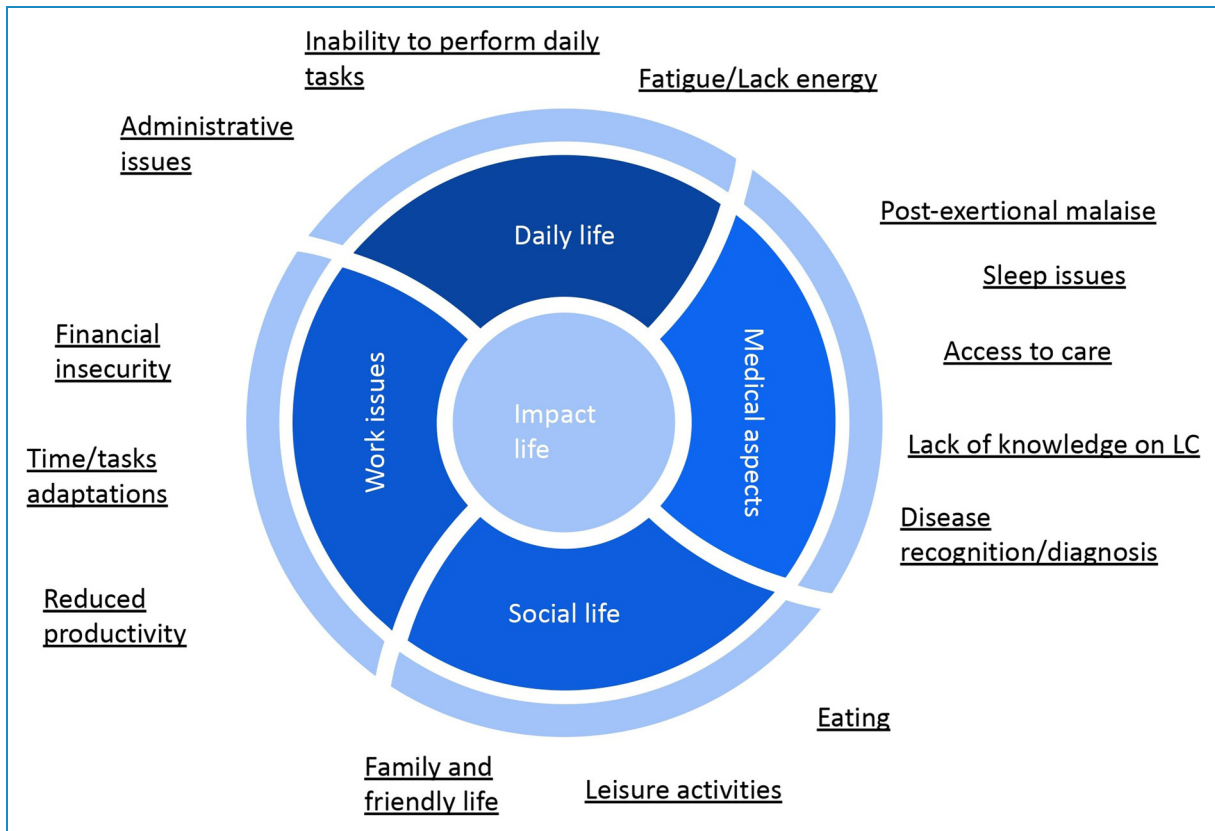 Inability to perform daily
tasks
Fatigue/Lack energy
Administrative
issues
Post-exertional malaise
Daily life
Sleep issues
Financial
insecurity
Access to care
Work issues
Impact
life
Medical aspects
Lack of knowledge on LC
Time/tasks
adaptations
Disease
recognition/diagnosis
Reduced
productivity
Social life
Eating
Family and
friendly life
Leisure activities